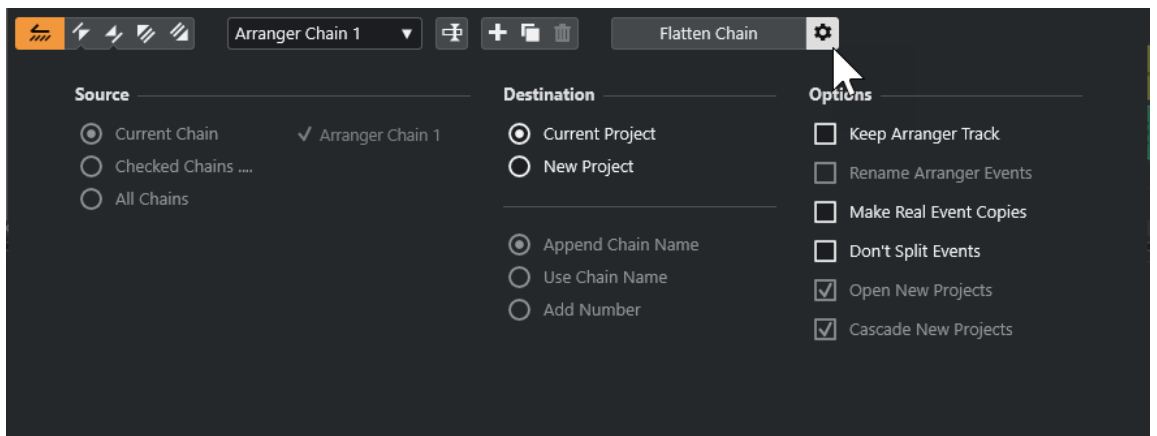 Arranger Chain 1
Flatten Chain
Source
Destination
Options
Current Chain
Arranger Chain 1
Checked Chains ....
All Chains
Current Project
New Project
Append Chain Name
Use Chain Name
Add Number
Keep Arranger Track
Rename Arranger Events
Make Real Event Copies
Don't Split Events
Open New Projects
Cascade New Projects